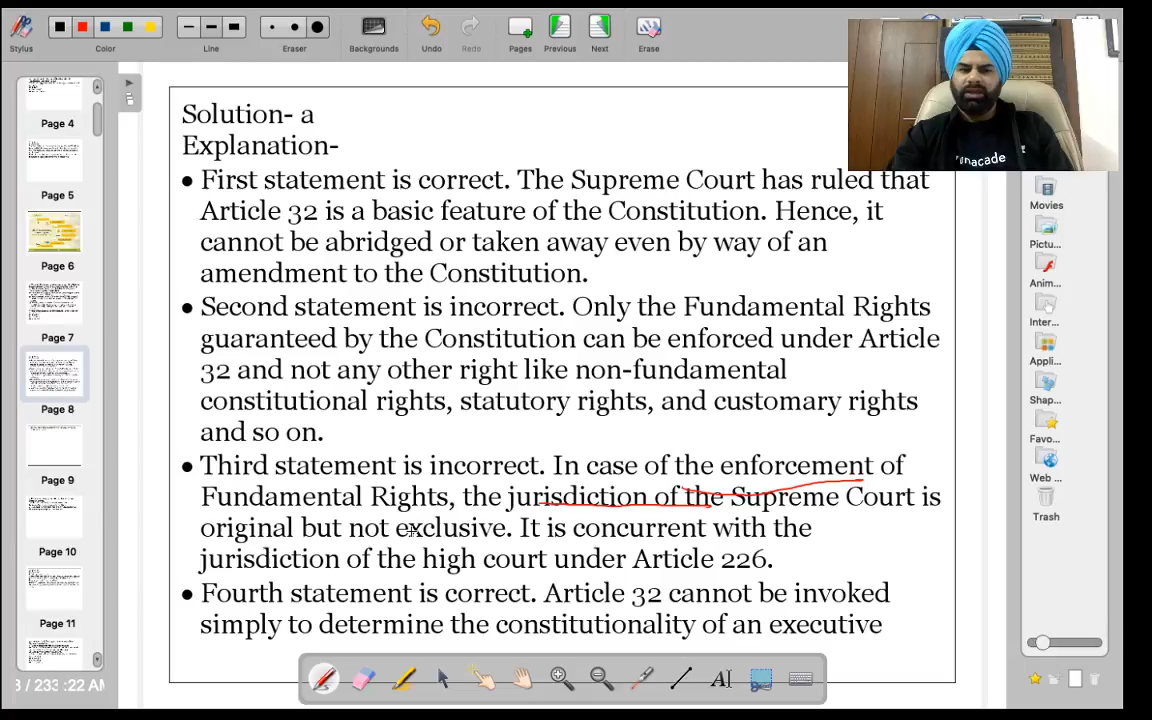 Stylus
Color
Line
Eraser
Backgrounds
Undo
Redo
Pages
Previous
Next
Erase
Page 4
Page 5
Page 6
Page 7
Page 8
Page 9
Page 10
Page 11
Solution- a
Explanation-
• First statement is correct. The Supreme Court has ruled that
Article 32 is a basic feature of the Constitution. Hence, it
cannot be abridged or taken away even by way of an
amendment to the Constitution.
• Second statement is incorrect. Only the Fundamental Rights
guaranteed by the Constitution can be enforced under Article
32 and not any other right like non-fundamental
constitutional rights, statutory rights, and customary rights
and so on.
• Third statement is incorrect. In case of the enforcement of
Fundamental Rights, the jurisdiction of the Supreme Court is
original but not exclusive. It is concurrent with the
jurisdiction of the high court under Article 226.
• Fourth statement is correct. Article 32 cannot be invoked
simply to determine the constitutionality of an executive
Movies
Pictu...
Anim...
Inter...
Appli...
Shap...
Favo...
Web ...
Trash
/ 233
:22 AM
AI